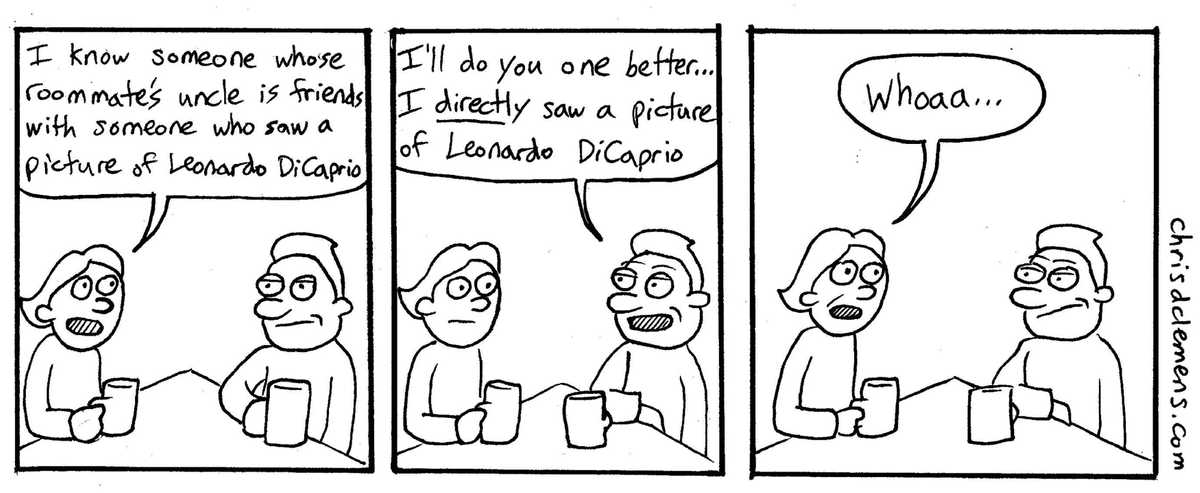 I know someone whose
roommate's uncle is friends
with someone who saw a
picture of Leonardo DiCaprio
I'll do you one better...
I directly saw a picture
of Leonardo DiCaprio
Whoaa...
chrisdclemens.com